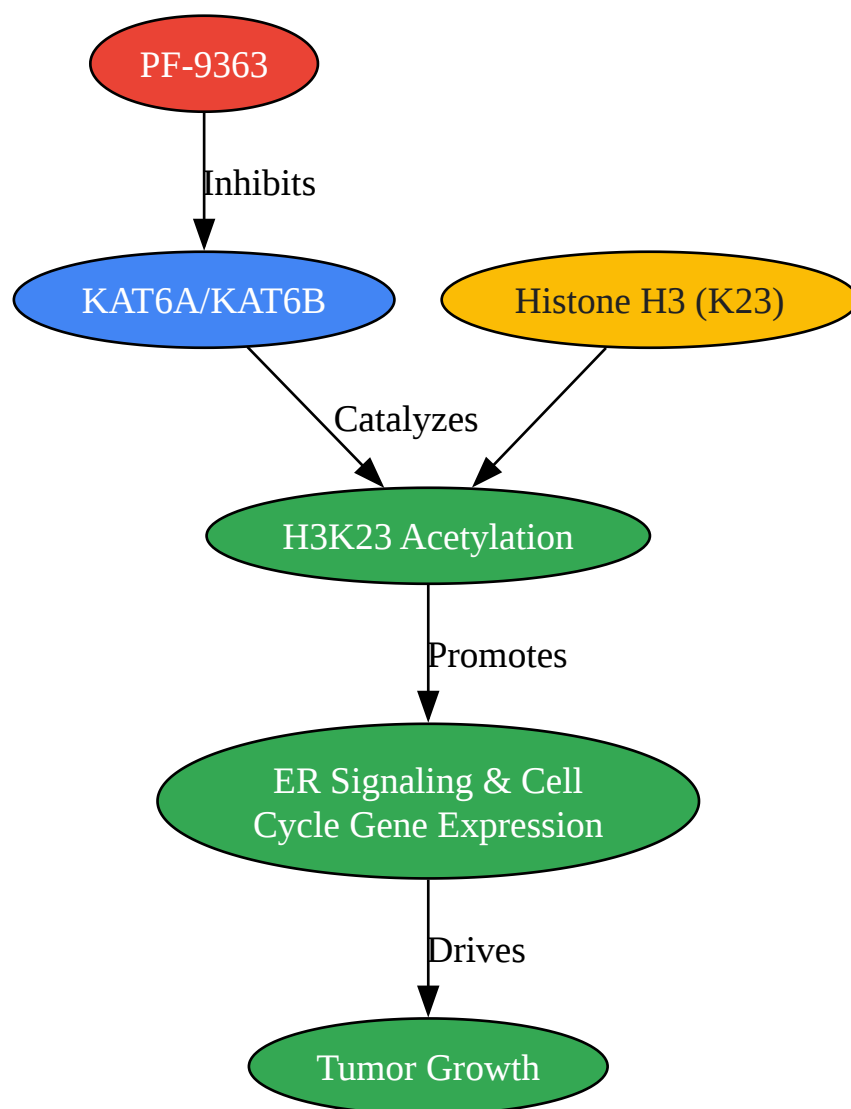 PF-9363
Inhibits
KAT6A/KAT6B
Histone H3 (K23)
Catalyzes
H3K23 Acetylation
Promotes
ER Signaling & Cell
Cycle Gene Expression
Drives
Tumor Growth